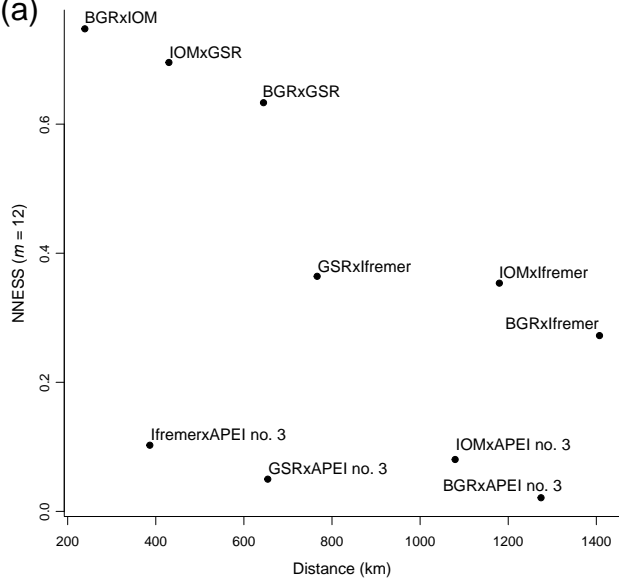 (a)
BGRxIOM
IOMxGSR
BGRxGSR
GSRxIfremer
IOMxIfremer
BGRxIfremer
IfremerxAPEI no. 3
IOMxAPEI no. 3
GSRxAPEI no. 3
BGRxAPEI no. 3
NNESS (m = 12)
0.6
0.4
0.2
0.0
200 400 600 800 1000 1200 1400
Distance (km)